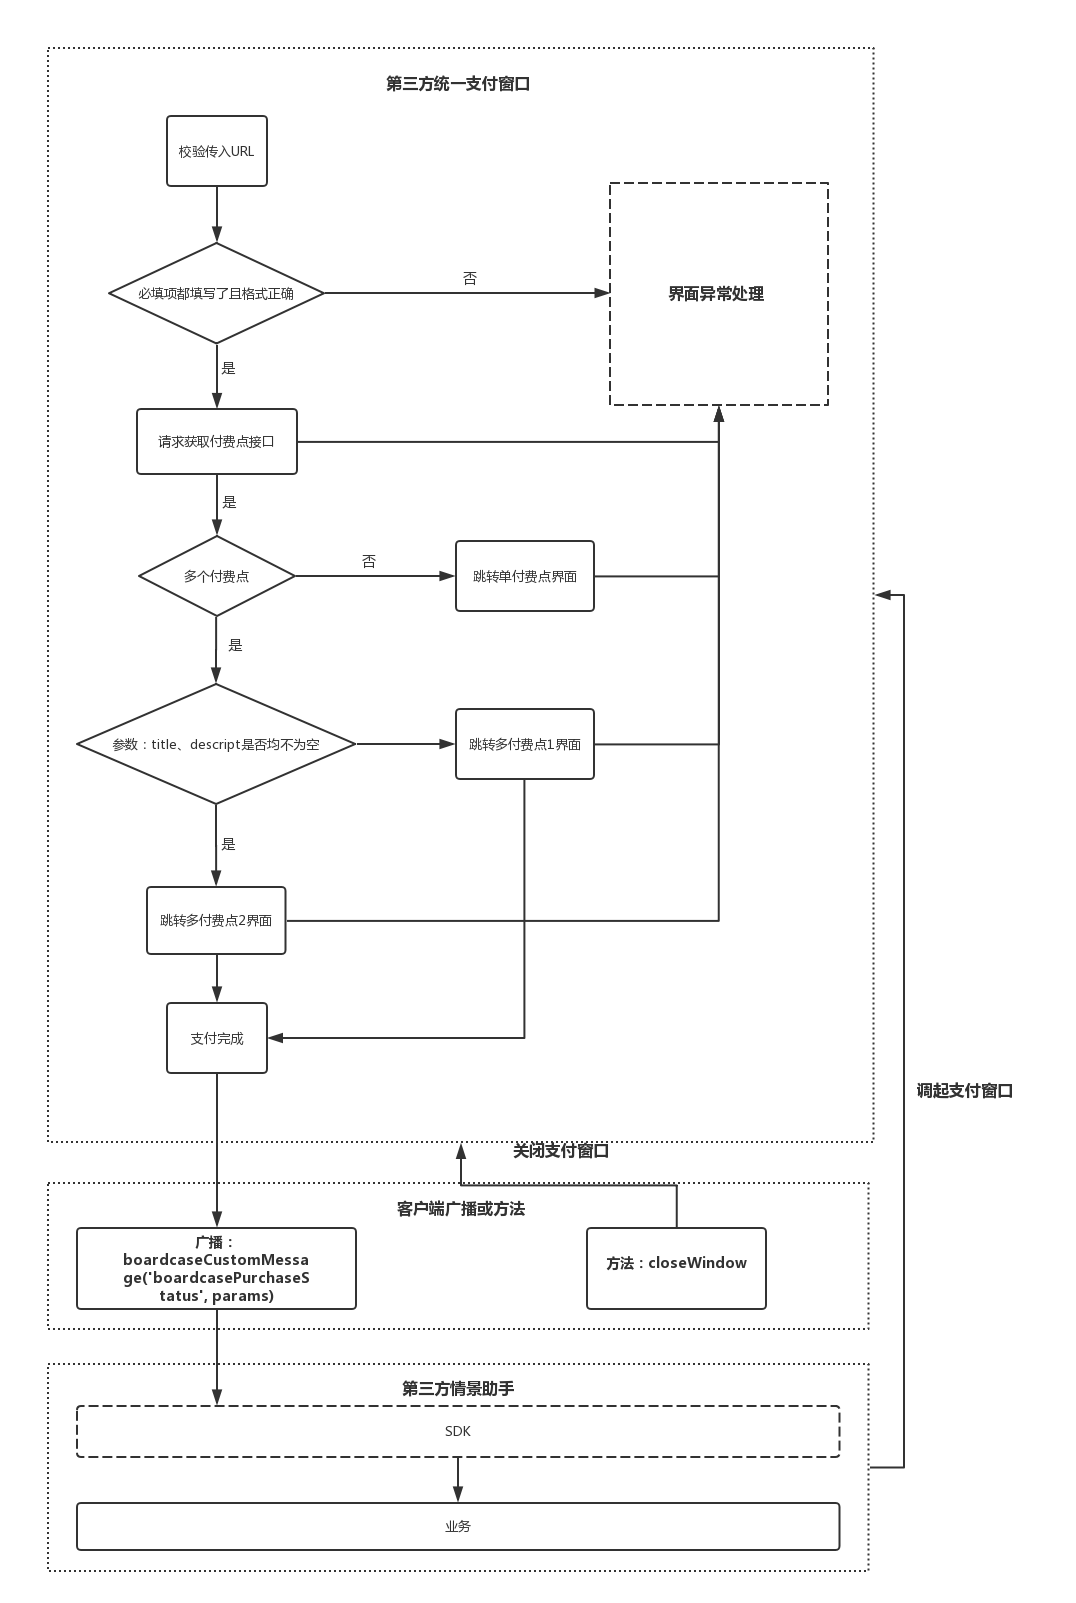 第三方统一支付窗口
校验传入URL
必填项都填写了且格式正确
否
界面异常处理
是
请求获取付费点接口
是
多个付费点
否
跳转单付费点界面
是
参数：title、descript是否均不为空
跳转多付费点1界面
是
跳转多付费点2界面
支付完成
调起支付窗口
关闭支付窗口
客户端广播或方法
广播：
boardcaseCustomMessa
ge('boardcasePurchaseS
tatus', params)
方法：closeWindow
第三方情景助手
SDK
业务